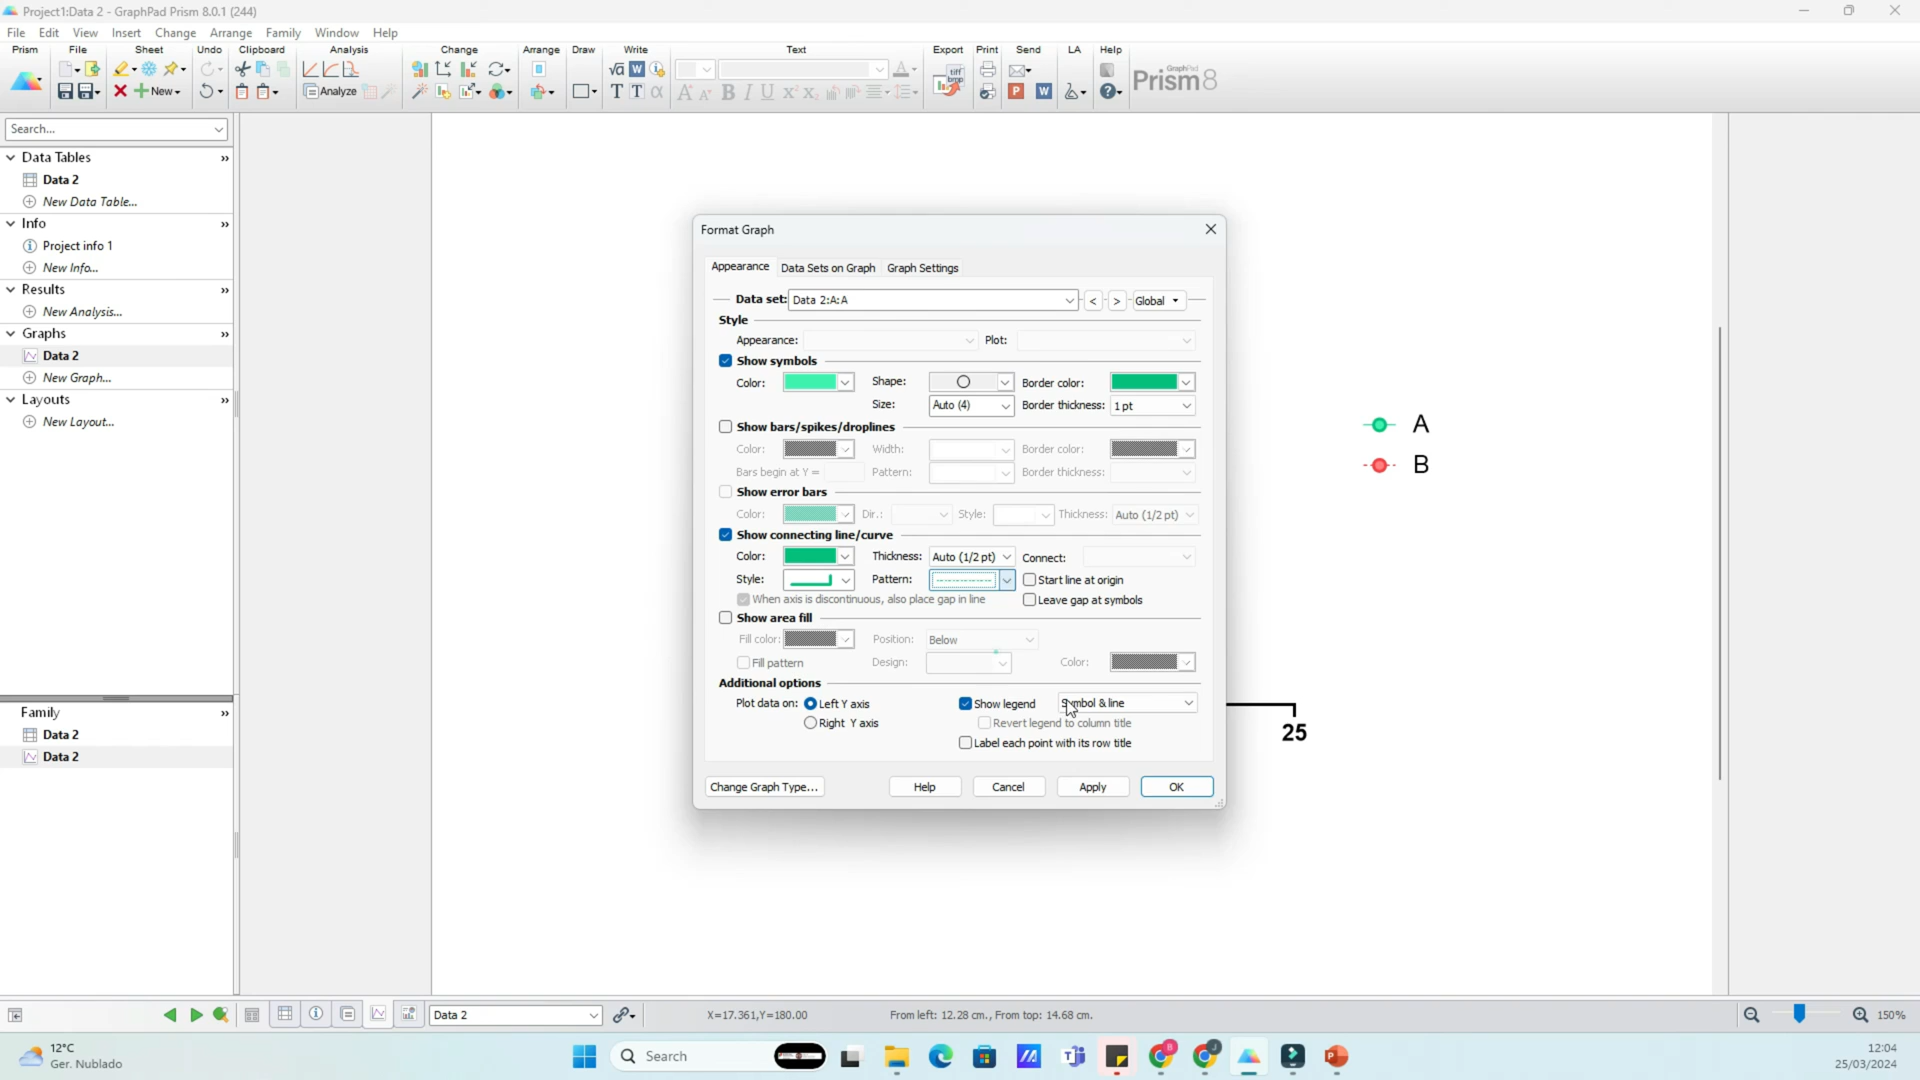 Project1:Data 2 - GraphPad Prism 8.0.1 (244)
File Edit View Insert Change Arrange Family Window Help
Prism File Sheet Undo Clipboard Analysis Change Arrange Draw Write Text Export Print Send LA Help
New Analyze
GraphPad
Prism 8
Search...
Data Tables
Data 2
New Data Table...
Info
Project info 1
New Info...
Results
New Analysis...
Graphs
Data 2
New Graph...
Layouts
New Layout...
Family
Data 2
Data 2
Format Graph
Appearance Data Sets on Graph Graph Settings
Data set: Data 2:A:A < > Global
Style
Appearance: Plot:
Show symbols
Color: Shape: Border color:
Size: Auto (4) Border thickness: 1 pt
Show bars/spikes/droplines
Color: Width: Border color:
Bars begin at Y = Pattern: Border thickness:
Show error bars
Color: Dir.: Style: Thickness: Auto (1/2 pt)
Show connecting line/curve
Color: Thickness: Auto (1/2 pt) Connect:
Style: Pattern: Start line at origin
When axis is discontinuous, also place gap in line Leave gap at symbols
Show area fill
Fill color: Position: Below
Fill pattern Design: Color:
Additional options
Plot data on: Left Y axis Show legend Symbol & line
Right Y axis Revert legend to column title
Label each point with its row title
Change Graph Type... Help Cancel Apply OK
A
B
25
Data 2 X=17.361,Y=180.00 From left: 12.28 cm., From top: 14.68 cm. 150%
12°C
Ger. Nublado
Search
12:04
25/03/2024